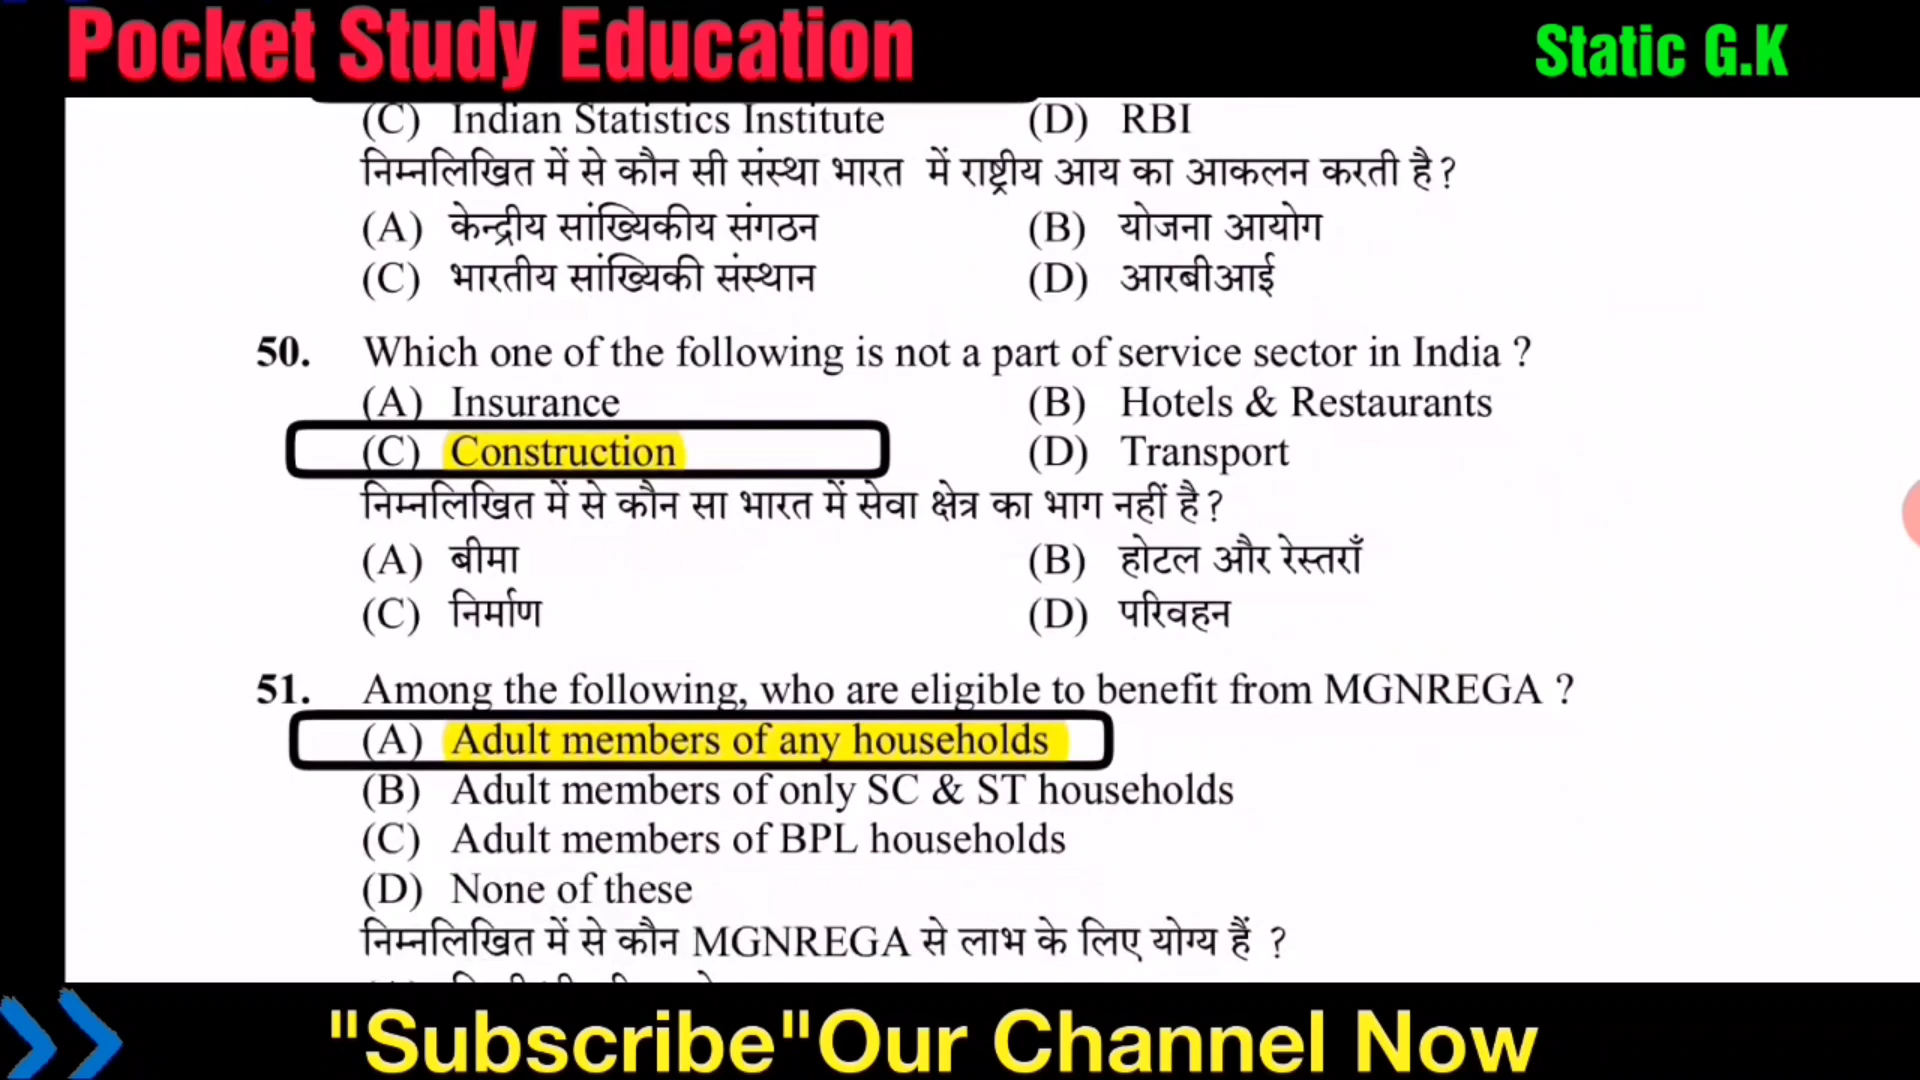 Pocket Study Education
Static G.K
(C) Indian Statistics Institute (D) RBI
निम्नलिखित में से कौन सी संस्था भारत में राष्ट्रीय आय का आकलन करती है ?
(A) केन्द्रीय सांख्यिकीय संगठन (B) योजना आयोग
(C) भारतीय सांख्यिकी संस्थान (D) आरबीआई
50. Which one of the following is not a part of service sector in India ?
(A) Insurance (B) Hotels & Restaurants
(C) Construction (D) Transport
निम्नलिखित में से कौन सा भारत में सेवा क्षेत्र का भाग नहीं है ?
(A) बीमा (B) होटल और रेस्तराँ
(C) निर्माण (D) परिवहन
51. Among the following, who are eligible to benefit from MGNREGA ?
(A) Adult members of any households
(B) Adult members of only SC & ST households
(C) Adult members of BPL households
(D) None of these
निम्नलिखित में से कौन MGNREGA से लाभ के लिए योग्य हैं ?
"Subscribe"Our Channel Now